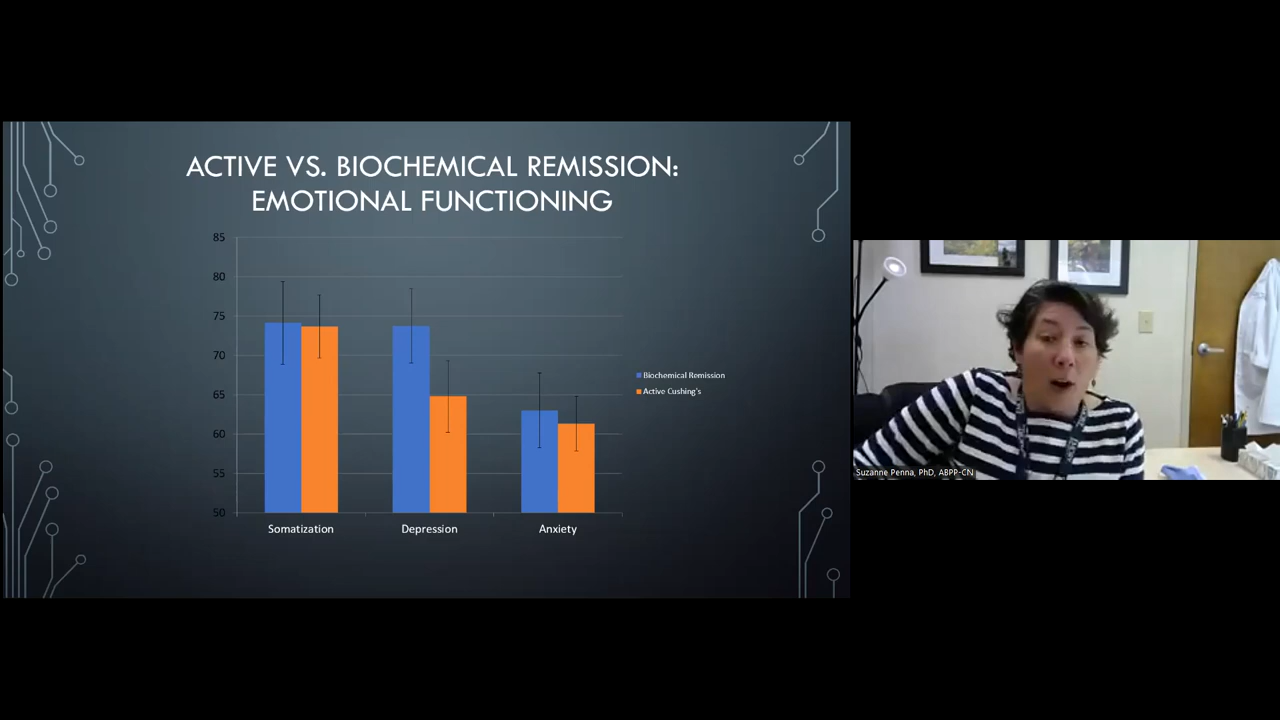 ACTIVE VS. BIOCHEMICAL REMISSION:
EMOTIONAL FUNCTIONING
85
80
75
70
65
60
55
50
Somatization Depression Anxiety
Biochemical Remission
Active Cushing's
Suzanne Penna, PhD, ABPP-CN